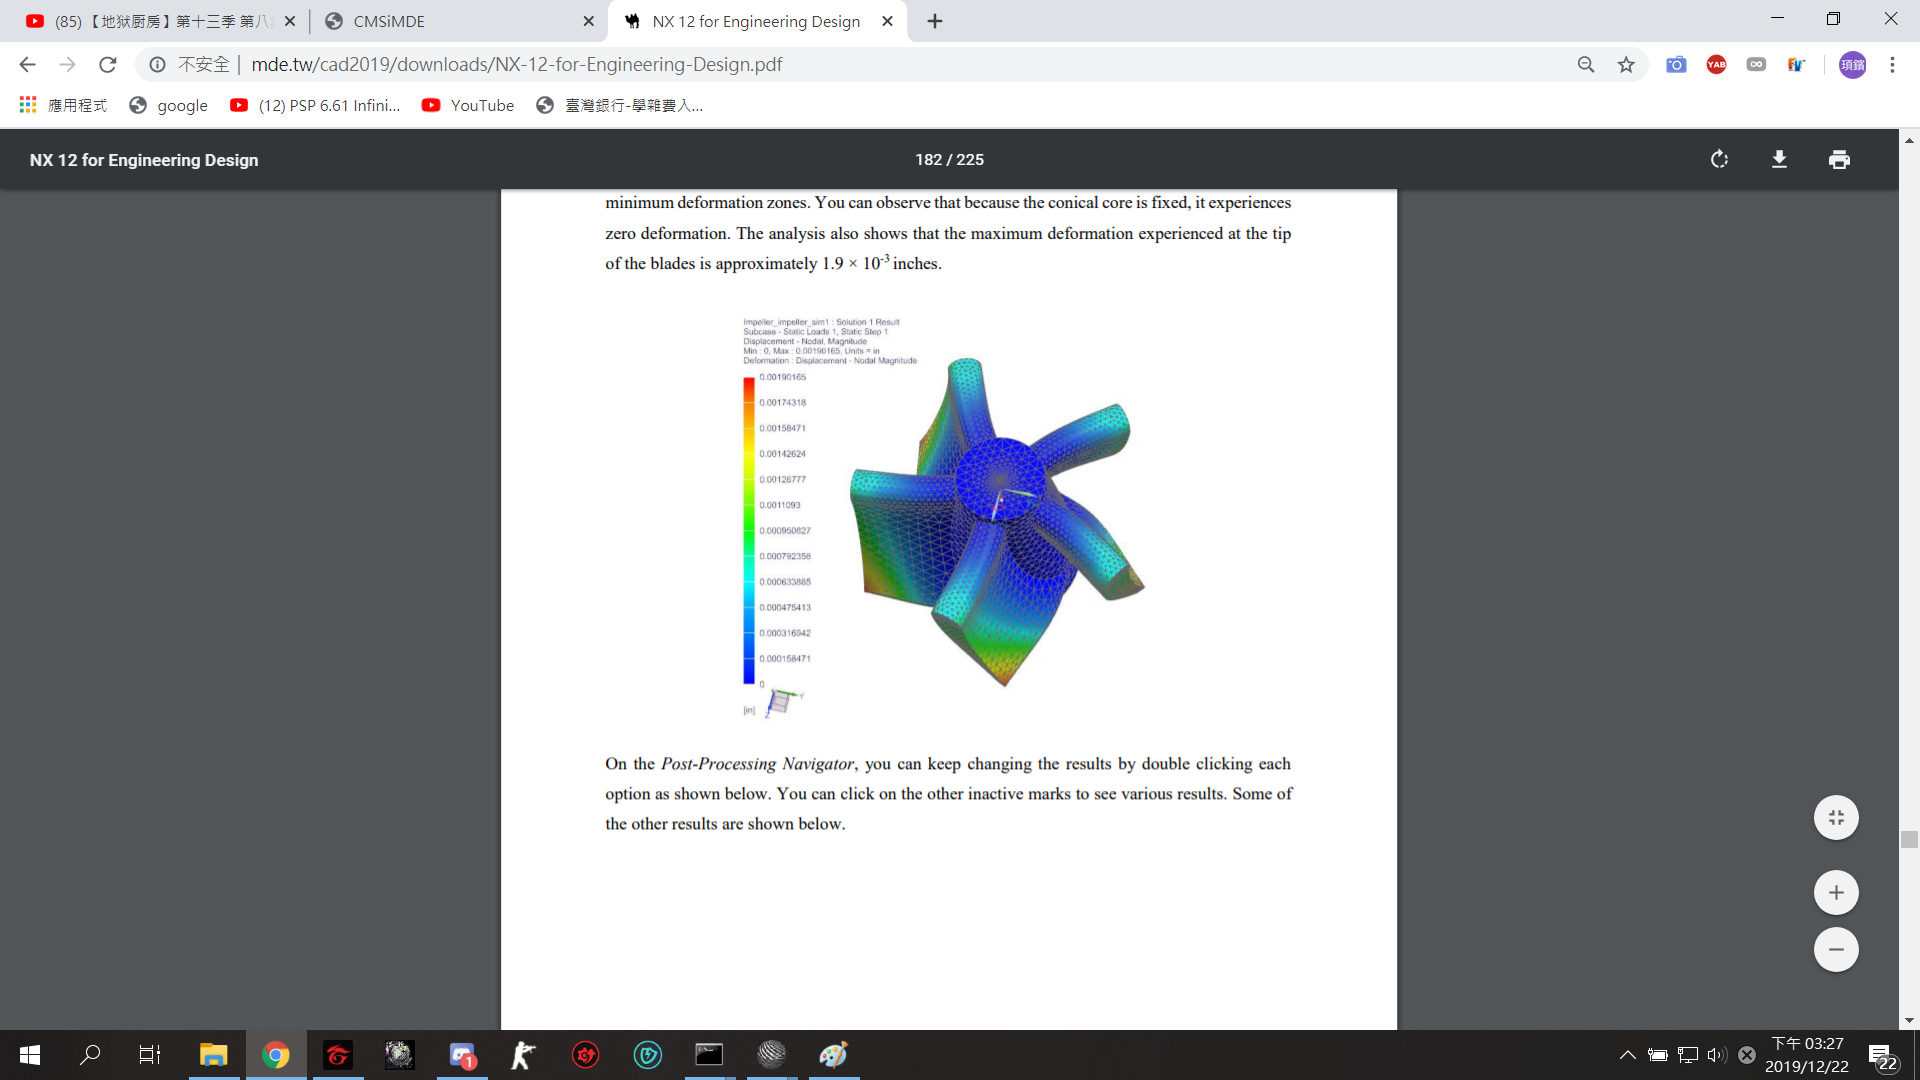 (85) 【地狱厨房】第十三季 第八
CMSiMDE
NX 12 for Engineering Design
不安全 | mde.tw/cad2019/downloads/NX-12-for-Engineering-Design.pdf
YAB
頊鑌
應用程式
google
(12) PSP 6.61 Infini...
YouTube
臺灣銀行-學雜費入...
NX 12 for Engineering Design
182 / 225
minimum deformation zones. You can observe that because the conical core is fixed, it experiences
zero deformation. The analysis also shows that the maximum deformation experienced at the tip
of the blades is approximately 1.9 × 10⁻³ inches.
Impeller_impeller_sim1 : Solution 1 Result
Subcase - Static Loads 1, Static Step 1
Displacement - Nodal, Magnitude
Min : 0, Max : 0.00190165, Units = in
Deformation : Displacement - Nodal Magnitude
0.00190165
0.00174318
0.00158471
0.00142624
0.00126777
0.0011093
0.000950827
0.000792356
0.000633885
0.000475413
0.000316942
0.000158471
0
[in]
Y
Z
On the Post-Processing Navigator, you can keep changing the results by double clicking each
option as shown below. You can click on the other inactive marks to see various results. Some of
the other results are shown below.
1
下午 03:27
2019/12/22
22